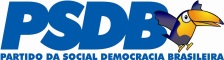 PSDB
PARTIDO DA SOCIAL DEMOCRACIA BRASILEIRA